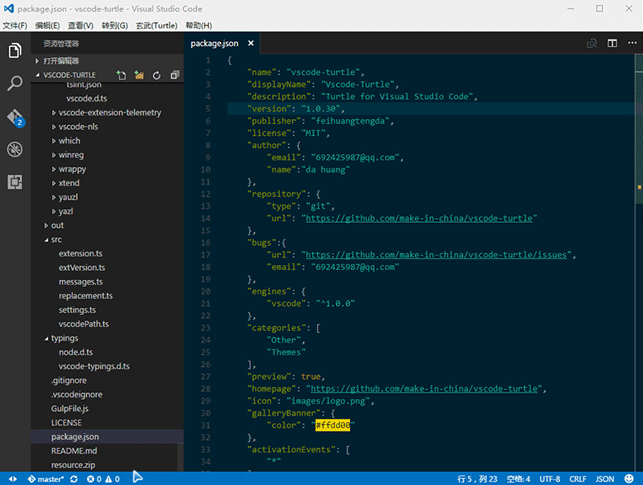 package.json - vscode-turtle - Visual Studio Code
文件(F) 编辑(E) 查看(V) 转到(G) 玄武(Turtle) 帮助(H)
资源管理器
打开编辑器
VSCODE-TURTLE
tslint.json
vscode.d.ts
vscode-extension-telemetry
vscode-nls
which
winreg
wrappy
xtend
yauzl
yazl
out
src
extension.ts
extVersion.ts
messages.ts
replacement.ts
settings.ts
vscodePath.ts
typings
node.d.ts
vscode-typings.d.ts
.gitignore
.vscodeignore
GulpFile.js
LICENSE
package.json
README.md
resource.zip
2
package.json
1 {
2 "name": "vscode-turtle",
3 "displayName": "Vscode-Turtle",
4 "description": "Turtle for Visual Studio Code",
5 "version": "1.0.30",
6 "publisher": "feihuangtengda",
7 "license": "MIT",
8 "author": {
9 "email": "692425987@qq.com",
10 "name":"da huang"
11 },
12 "repository": {
13 "type": "git",
14 "url": "https://github.com/make-in-china/vscode-turtle"
15 },
16 "bugs":{
17 "url": "https://github.com/make-in-china/vscode-turtle/issues",
18 "email": "692425987@qq.com"
19 },
20 "engines": {
21 "vscode": "^1.0.0"
22 },
23 "categories": [
24 "Other",
25 "Themes"
26 ],
27 "preview": true,
28 "homepage": "https://github.com/make-in-china/vscode-turtle",
29 "icon": "images/logo.png",
30 "galleryBanner": {
31 "color": "#ffdd00"
32 },
33 "activationEvents": [
34 "*"
master* 0 0 行 5，列 23 空格: 4 UTF-8 CRLF JSON